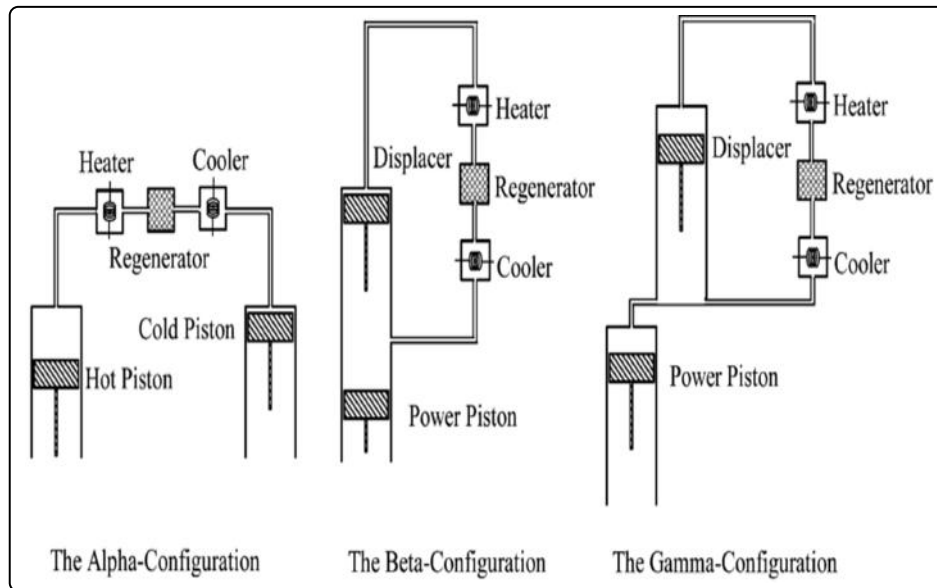 Heater
Cooler
Regenerator
Cold Piston
Hot Piston
The Alpha-Configuration
Heater
Displacer
Regenerator
Cooler
Power Piston
The Beta-Configuration
Heater
Displacer
Regenerator
Cooler
Power Piston
The Gamma-Configuration